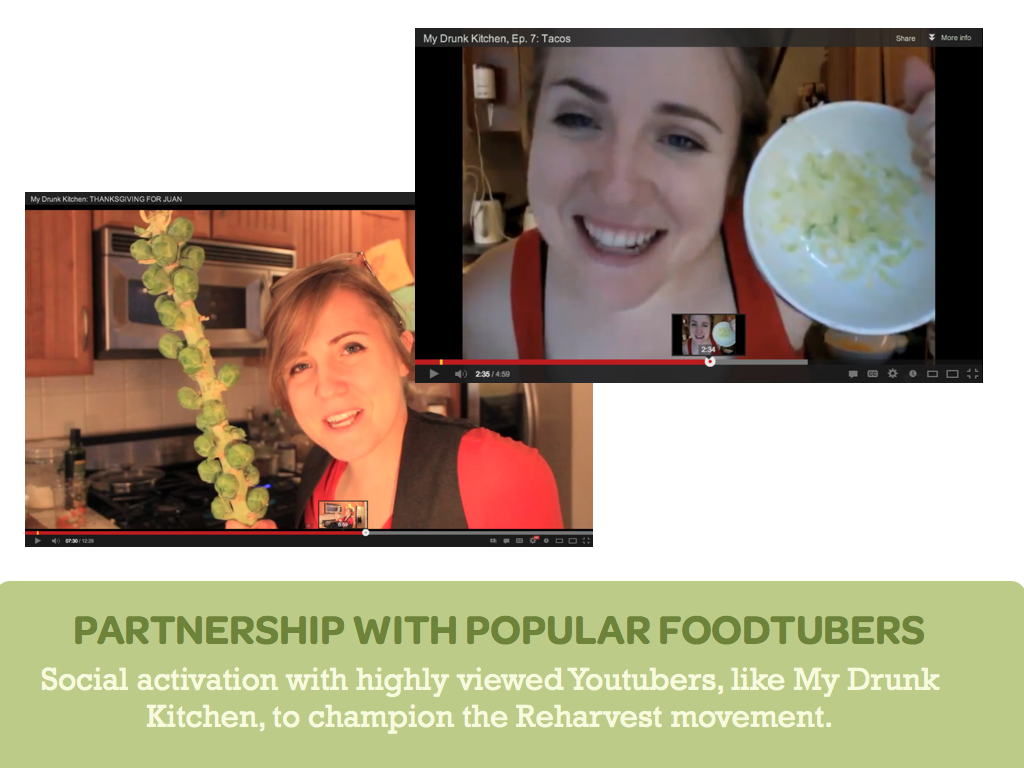 My Drunk Kitchen, Ep. 7: Tacos
Share
More info
2:34
2:35 / 4:59
My Drunk Kitchen: THANKSGIVING FOR JUAN
07:30 / 12:29
PARTNERSHIP WITH POPULAR FOODTUBERS
Social activation with highly viewed Youtubers, like My Drunk
Kitchen, to champion the Reharvest movement.